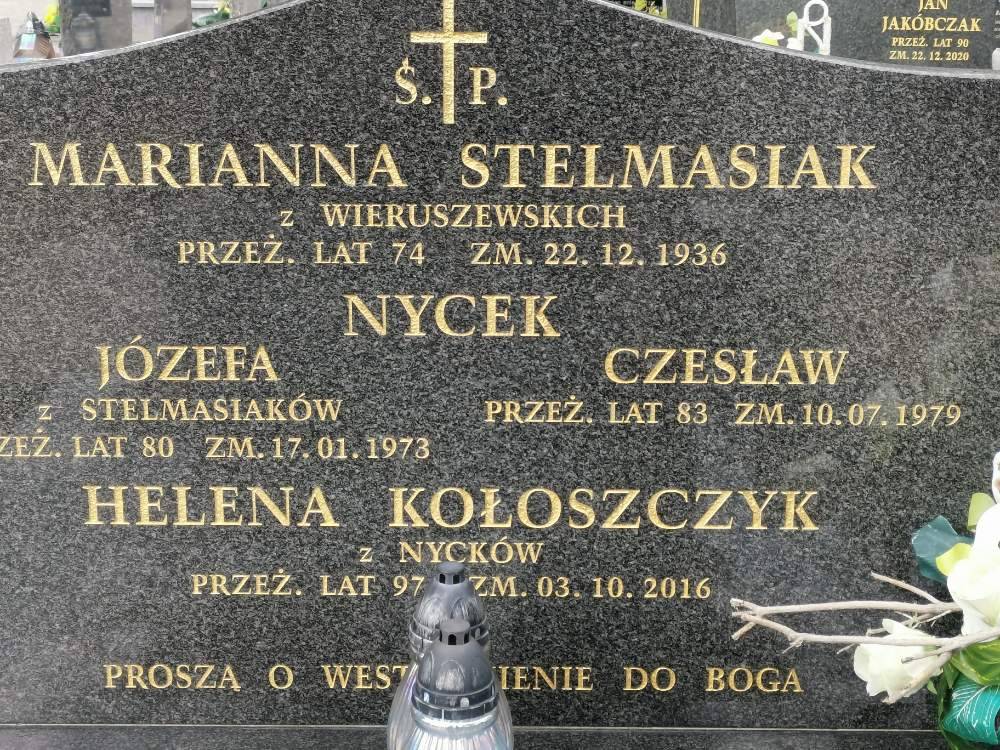 JAN
JAKÓBCZAK
PRZEŻ. LAT 90
ZM. 22.12.2020
Ś. P.
MARIANNA STELMASIAK
z WIERUSZEWSKICH
PRZEŻ. LAT 74 ZM. 22. 12. 1936
NYCEK
JÓZEFA
z STELMASIAKÓW
LAT 80 ZM. 17.01.1973
CZESŁAW
PRZEŻ. LAT 83 ZM. 10.07.1979
HELENA KOŁOSZCZYK
z NYCKÓW
PRZEŻ. LAT 97 ZM. 03. 10. 2016
PROSZĄ O DO BOGA